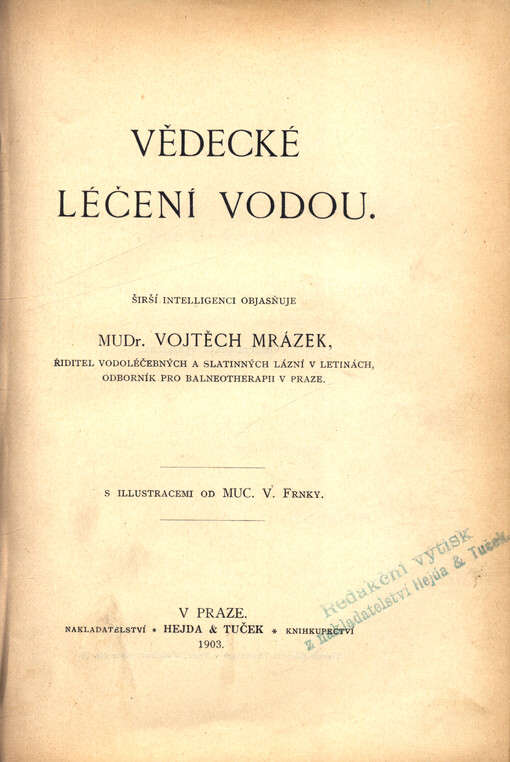 VĚDECKÉ
LÉČENÍ VODOU.
ŠIRŠÍ INTELLIGENCI OBJASŇUJE
MUDr. VOJTĚCH MRÁZEK,
ŘIDITEL VODOLÉČEBNÝCH A SLATINNÝCH LÁZNÍ V LETINÁCH,
ODBORNÍK PRO BALNEOTHERAPII V PRAZE.
S ILLUSTRACEMI OD MUC. V. FRNKY.
Redakční výtisk
z nakladatelství Hejda & Tuček.
V PRAZE.
NAKLADATELSTVÍ * HEJDA & TUČEK * KNIHKUPECTVÍ
1903.